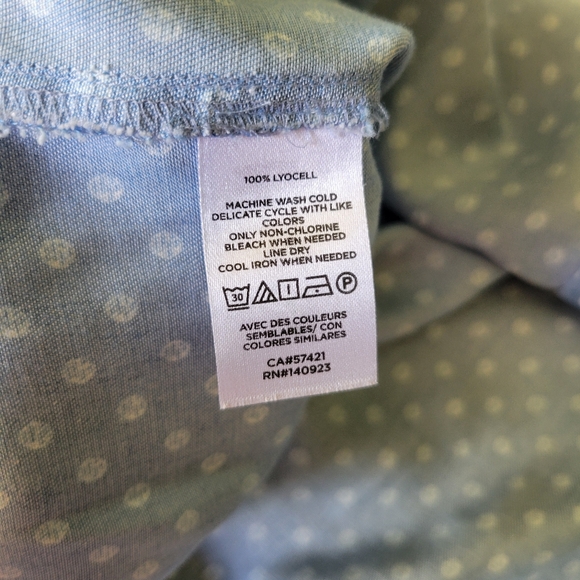 100% LYOCELL
MACHINE WASH COLD
DELICATE CYCLE WITH LIKE
COLORS
ONLY NON-CHLORINE
BLEACH WHEN NEEDED
LINE DRY
COOL IRON WHEN NEEDED
30 P
AVEC DES COULEURS
SEMBLABLES/ CON
COLORES SIMILARES
CA#57421
RN#140923